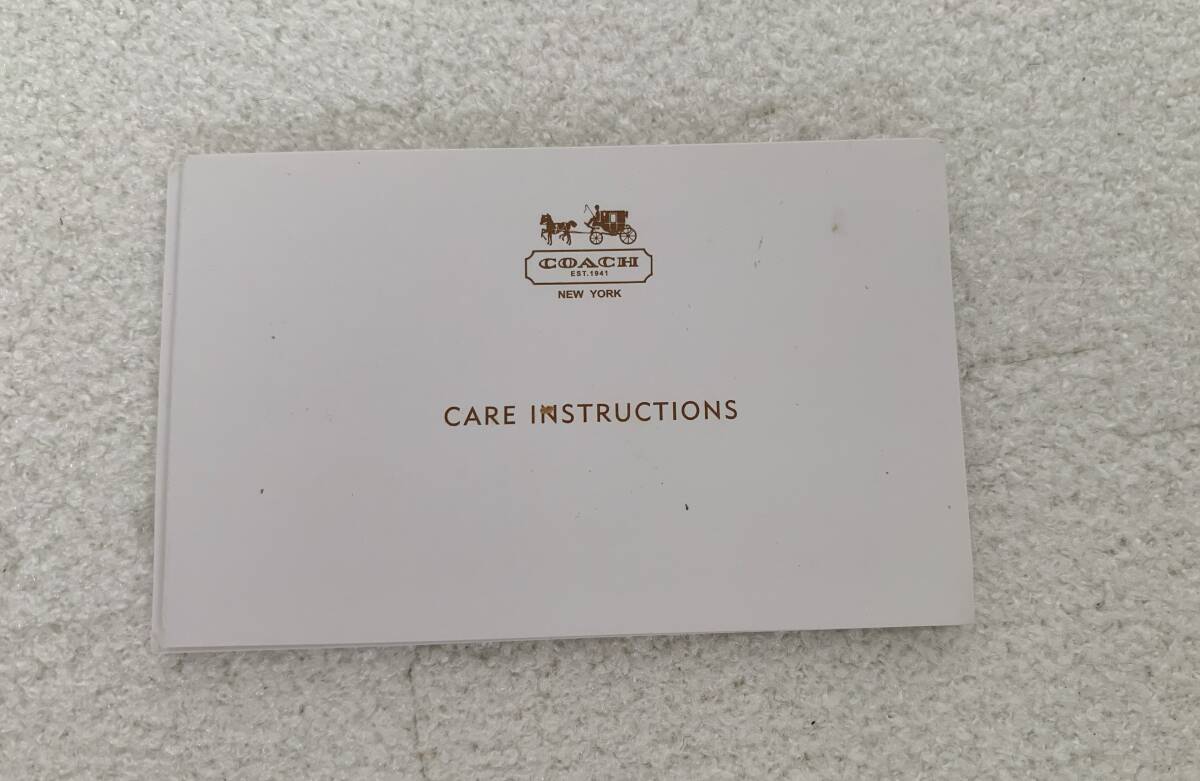 COACH
EST. 1941
NEW YORK
CARE INSTRUCTIONS